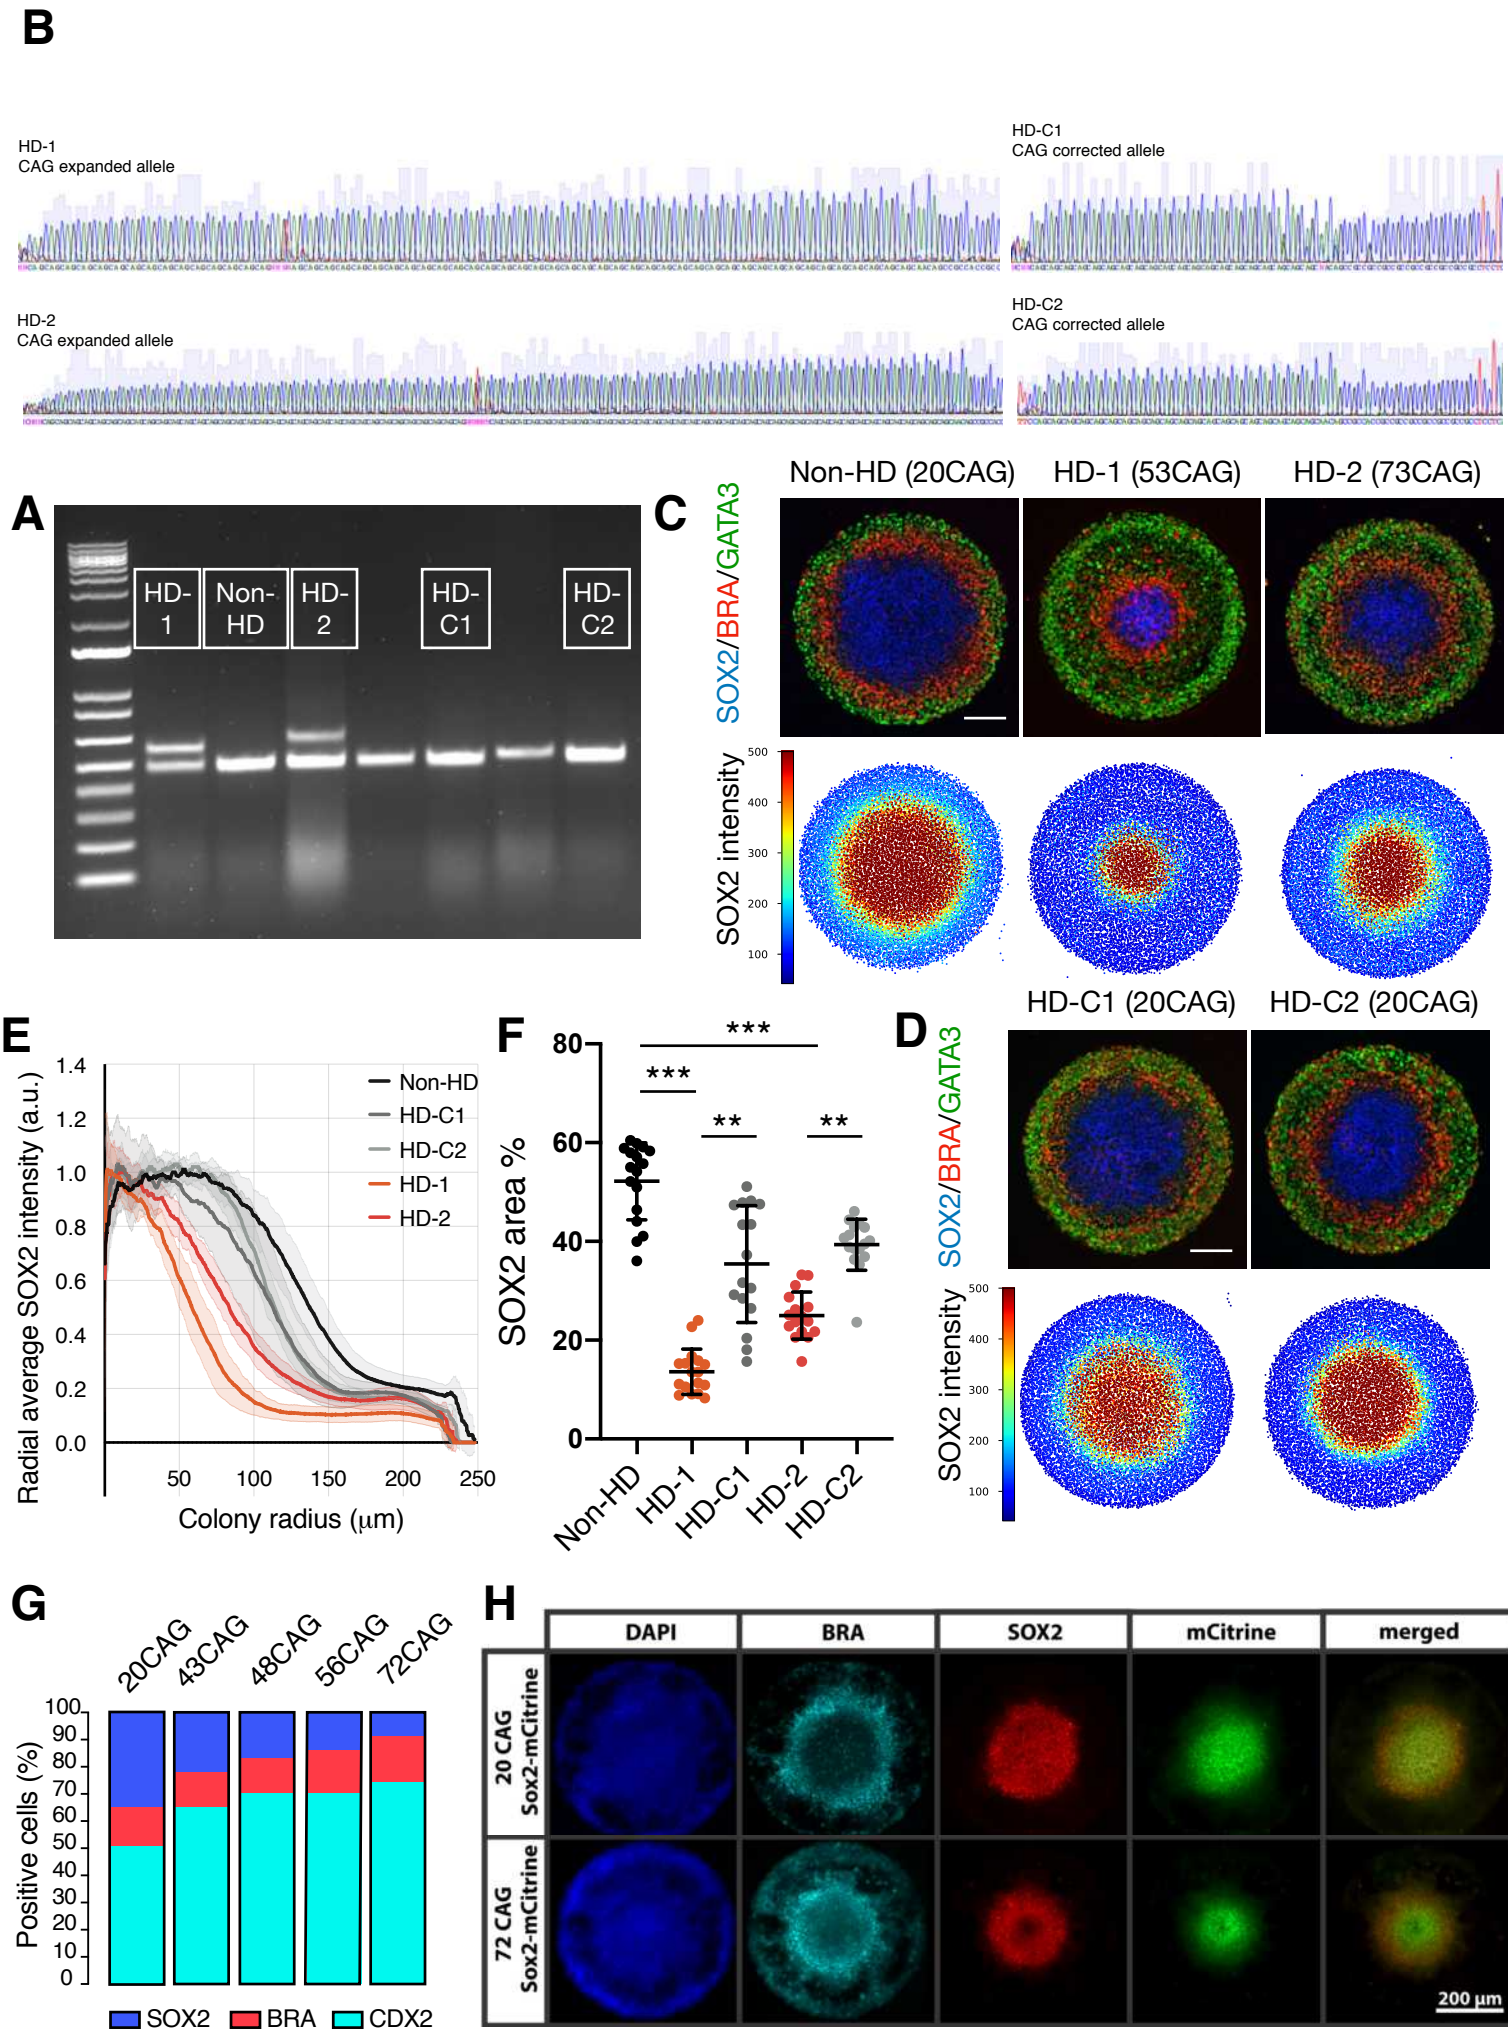 B
HD-1
CAG expanded allele
HD-C1
CAG corrected allele
HD-2
CAG expanded allele
HD-C2
CAG corrected allele
A
HD-
1
Non-
HD
HD-
2
HD-
C1
HD-
C2
C
Non-HD (20CAG)
HD-1 (53CAG)
HD-2 (73CAG)
SOX2/BRA/GATA3
SOX2 intensity
500
400
300
200
100
D
HD-C1 (20CAG)
HD-C2 (20CAG)
SOX2/BRA/GATA3
SOX2 intensity
500
400
300
200
100
E
Radial average SOX2 intensity (a.u.)
1.4
1.2
1.0
0.8
0.6
0.4
0.2
0.0
50
100
150
200
250
Colony radius (μm)
Non-HD
HD-C1
HD-C2
HD-1
HD-2
F
SOX2 area %
80
60
40
20
0
***
***
**
**
Non-HD
HD-1
HD-C1
HD-2
HD-C2
G
20CAG
43CAG
48CAG
56CAG
72CAG
Positive cells (%)
100
90
80
70
60
50
40
30
20
10
0
SOX2
BRA
CDX2
H
DAPI
BRA
SOX2
mCitrine
merged
20 CAG
Sox2-mCitrine
72 CAG
Sox2-mCitrine
200 μm